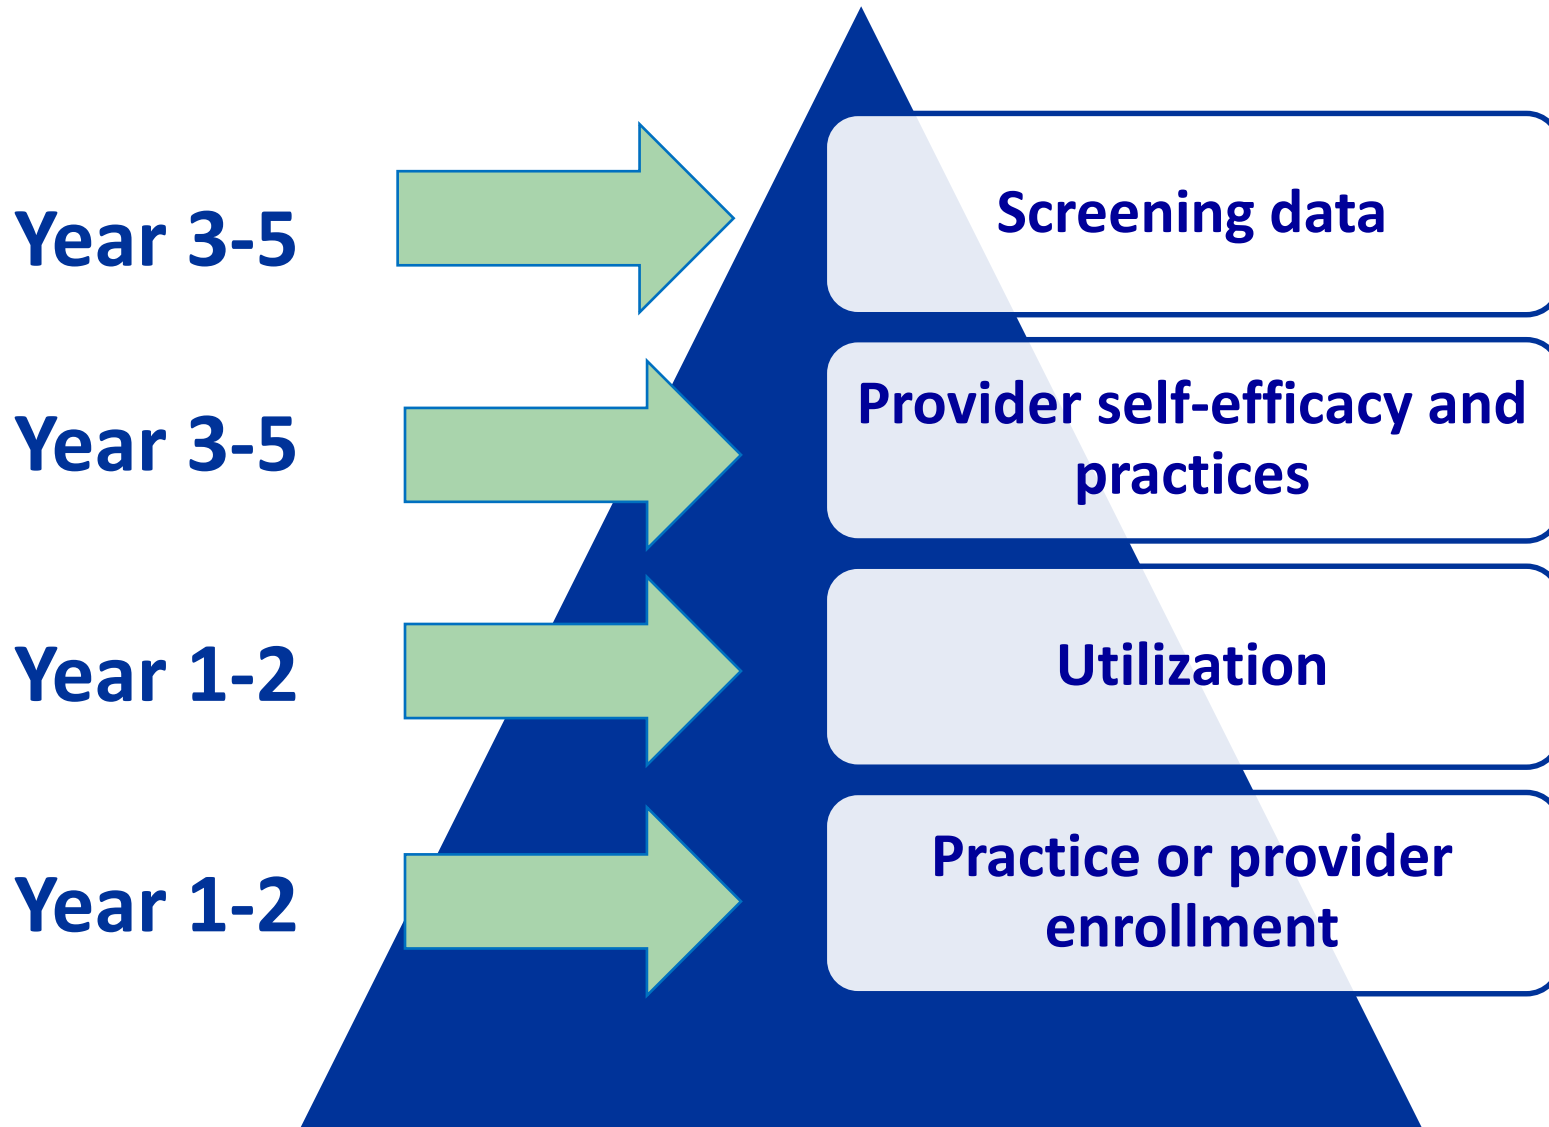 Year 3-5
Screening data
Year 3-5
Provider self-efficacy and
practices
Year 1-2
Utilization
Year 1-2
Practice or provider
enrollment